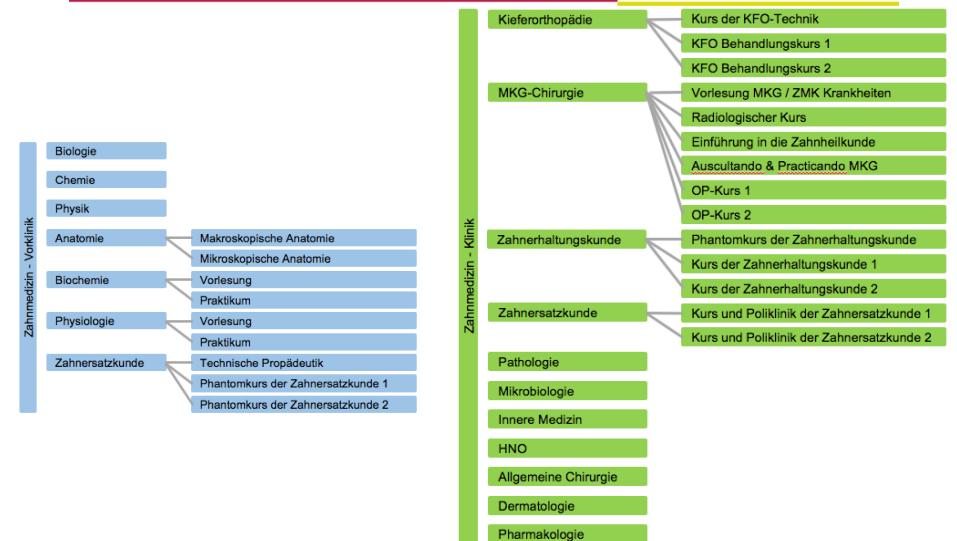 Zahnmedizin - Vorklinik
Biologie
Chemie
Physik
Anatomie
Makroskopische Anatomie
Mikroskopische Anatomie
Biochemie
Vorlesung
Praktikum
Physiologie
Vorlesung
Praktikum
Zahnersatzkunde
Technische Propädeutik
Phantomkurs der Zahnersatzkunde 1
Phantomkurs der Zahnersatzkunde 2
Zahnmedizin - Klinik
Kieferorthopädie
Kurs der KFO-Technik
KFO Behandlungskurs 1
KFO Behandlungskurs 2
MKG-Chirurgie
Vorlesung MKG / ZMK Krankheiten
Radiologischer Kurs
Einführung in die Zahnheilkunde
Auscultando & Practicando MKG
OP-Kurs 1
OP-Kurs 2
Zahnerhaltungskunde
Phantomkurs der Zahnerhaltungskunde
Kurs der Zahnerhaltungskunde 1
Kurs der Zahnerhaltungskunde 2
Zahnersatzkunde
Kurs und Poliklinik der Zahnersatzkunde 1
Kurs und Poliklinik der Zahnersatzkunde 2
Pathologie
Mikrobiologie
Innere Medizin
HNO
Allgemeine Chirurgie
Dermatologie
Pharmakologie